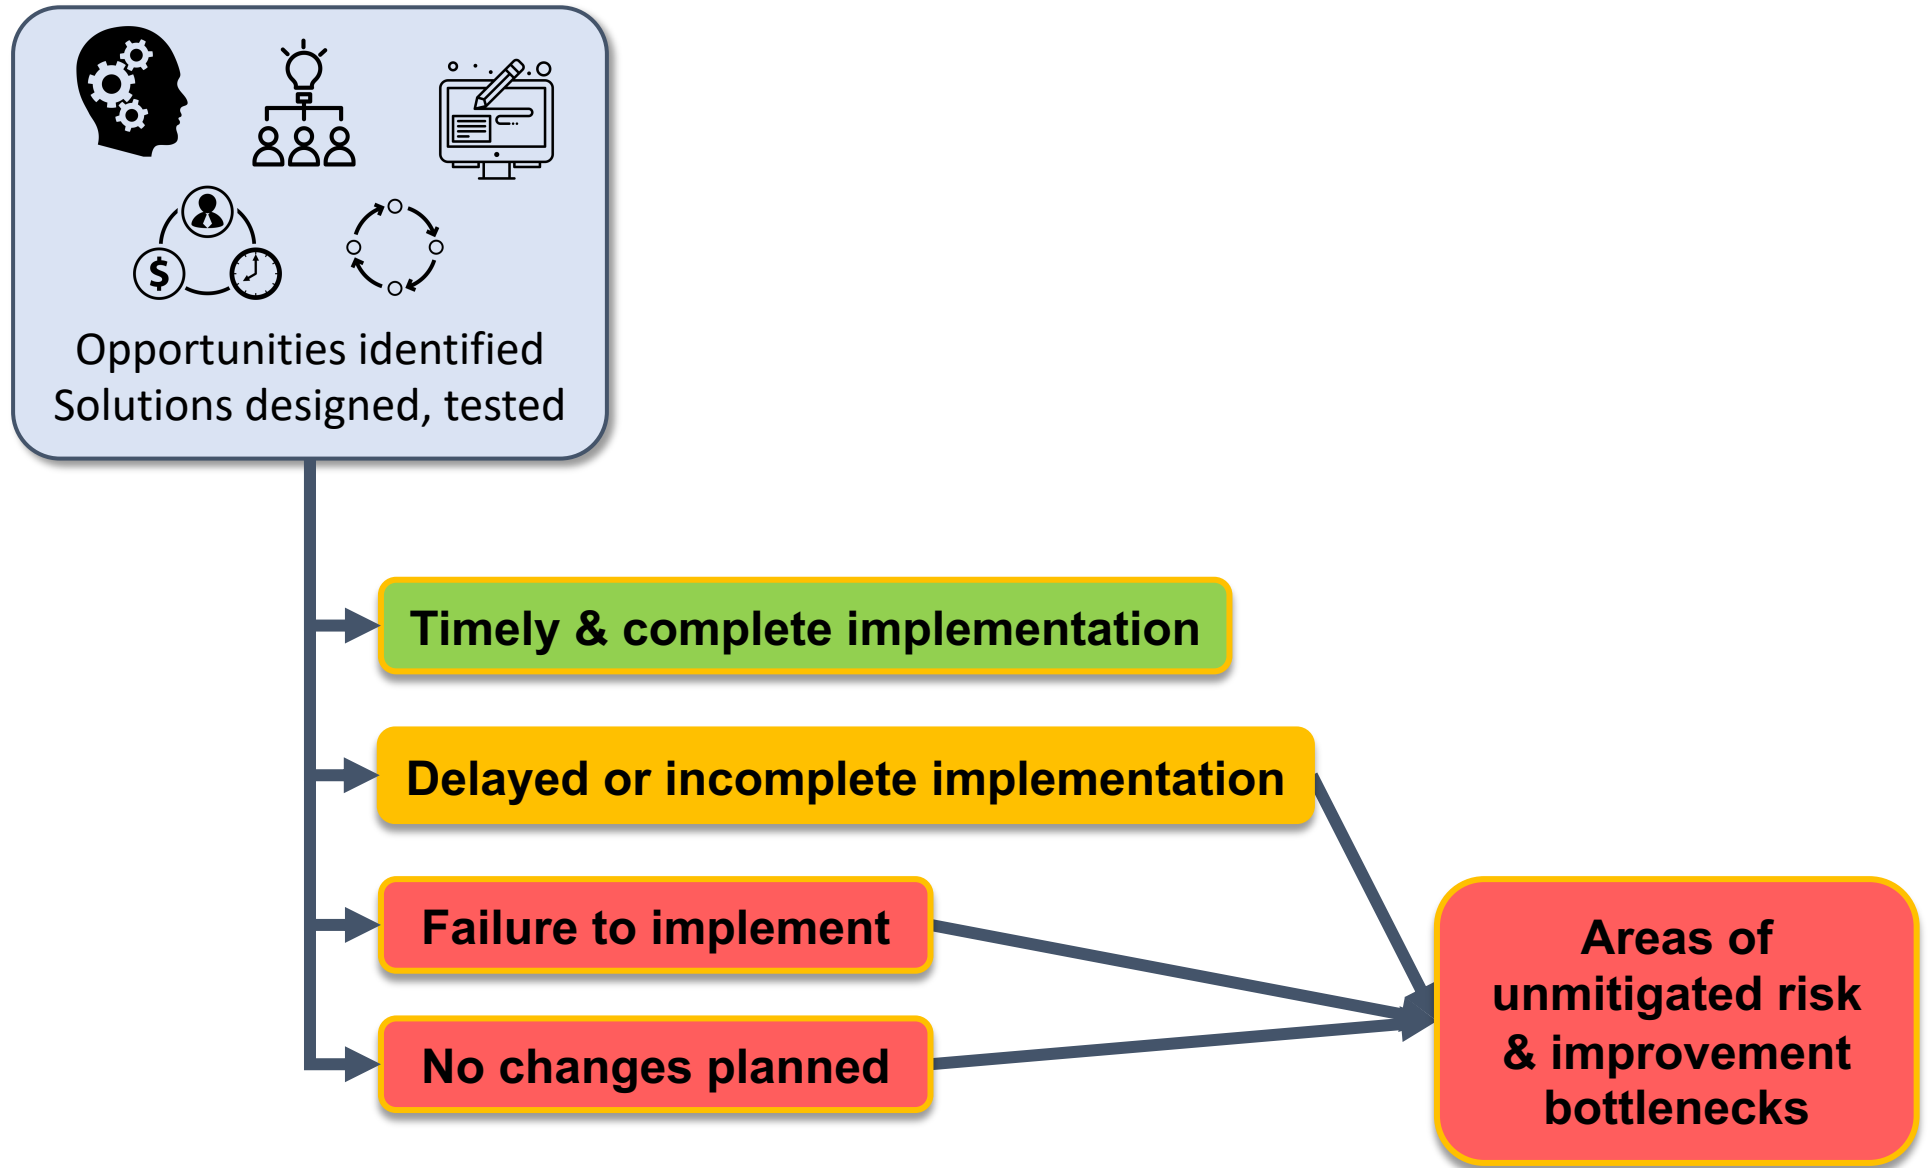 $
Opportunities identified
Solutions designed, tested
Timely & complete implementation
Delayed or incomplete implementation
Failure to implement
No changes planned
Areas of
unmitigated risk
& improvement
bottlenecks